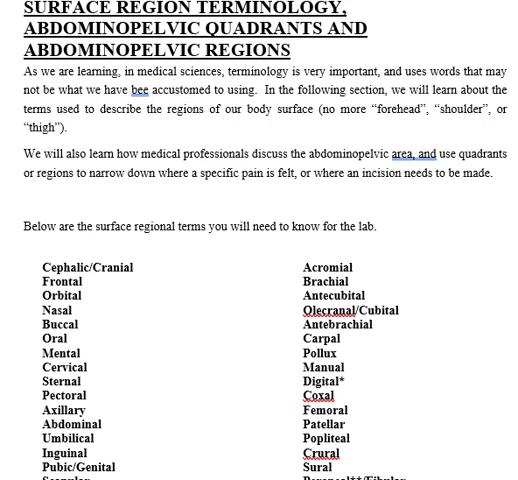 SURFACE REGION TERMINOLOGY,
ABDOMINOPELVIC QUADRANTS AND
ABDOMINOPELVIC REGIONS
As we are learning, in medical sciences, terminology is very important, and uses words that may
not be what we have bee accustomed to using. In the following section, we will learn about the
terms used to describe the regions of our body surface (no more “forehead”, “shoulder”, or
“thigh”).
We will also learn how medical professionals discuss the abdominopelvic area, and use quadrants
or regions to narrow down where a specific pain is felt, or where an incision needs to be made.
Below are the surface regional terms you will need to know for the lab.
Cephalic/Cranial
Frontal
Orbital
Nasal
Buccal
Oral
Mental
Cervical
Sternal
Pectoral
Axillary
Abdominal
Umbilical
Inguinal
Pubic/Genital
Acromial
Brachial
Antecubital
Olecranal/Cubital
Antebrachial
Carpal
Pollux
Manual
Digital*
Coxal
Femoral
Patellar
Popliteal
Crural
Sural